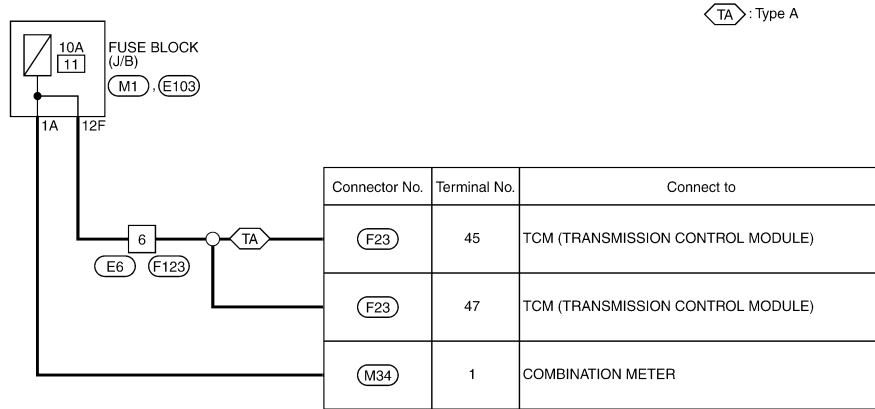 TA : Type A
10A
11
FUSE BLOCK
(J/B)
M1 , E103
1A 12F
Connector No. Terminal No. Connect to
F23 45 TCM (TRANSMISSION CONTROL MODULE)
6 TA
E6 F123
F23 47 TCM (TRANSMISSION CONTROL MODULE)
M34 1 COMBINATION METER